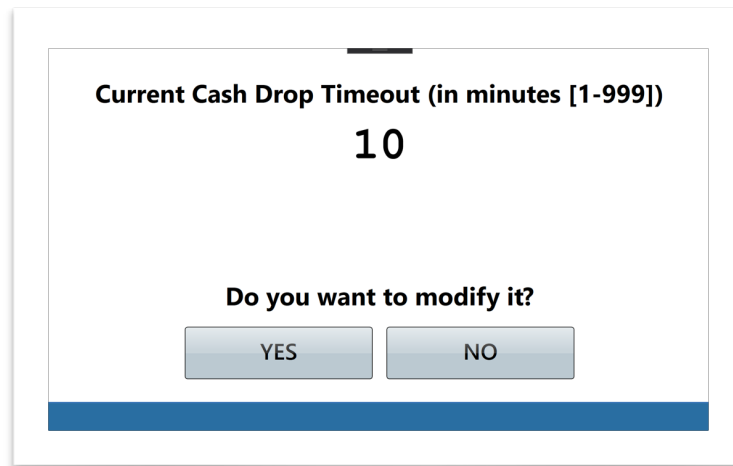 Current Cash Drop Timeout (in minutes [1-999])
10
Do you want to modify it?
YES
NO